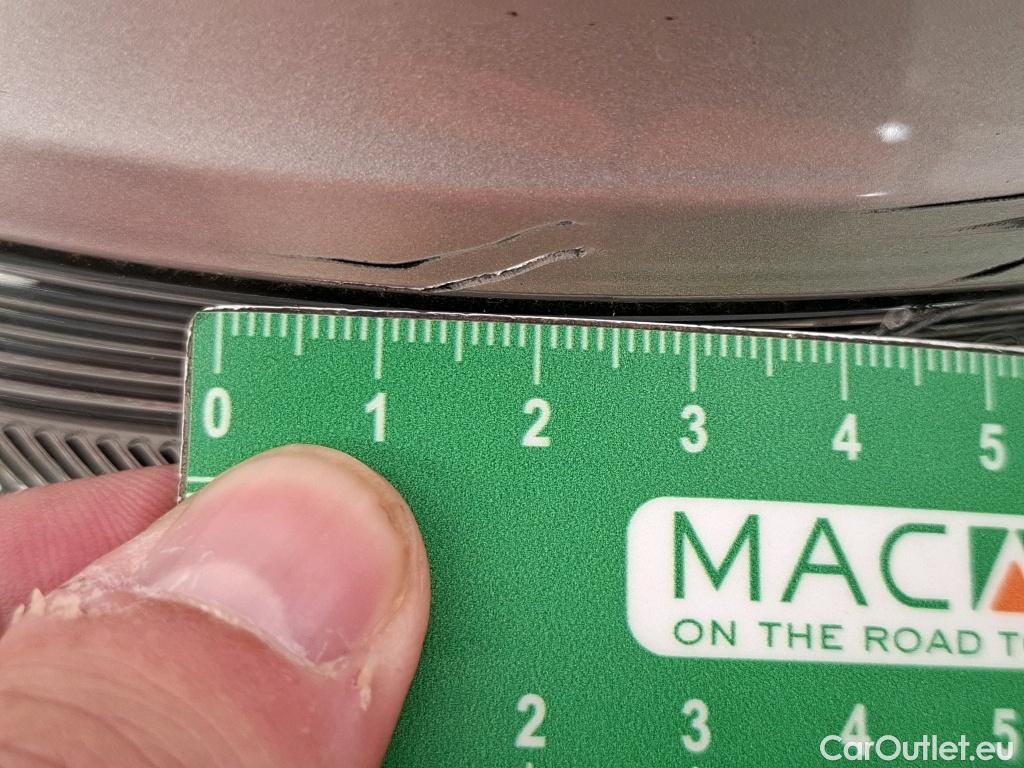 0 1 2 3 4 5
MAC
ON THE ROAD
2 3 4 5
CarOutlet.eu